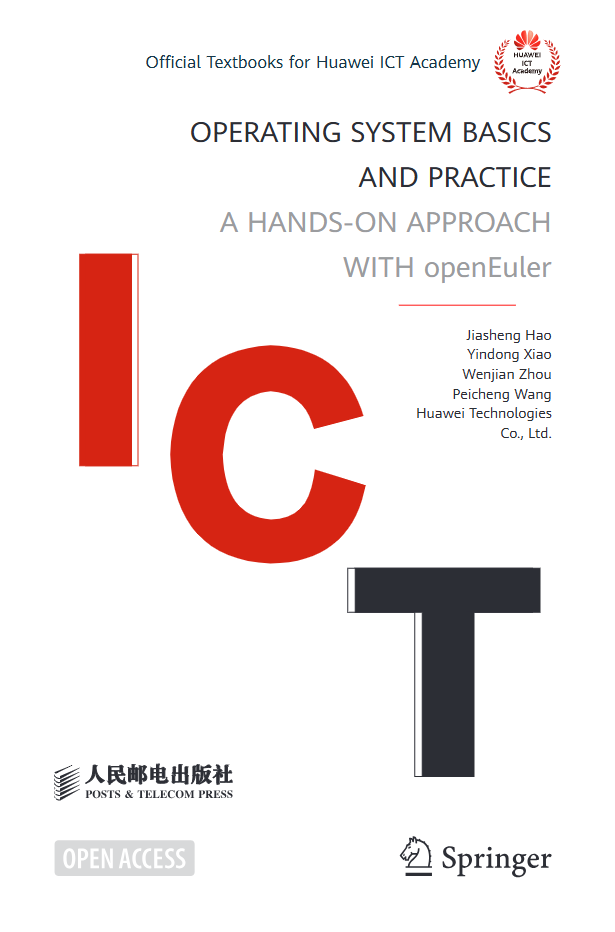 Official Textbooks for Huawei ICT Academy
HUAWEI
ICT
Academy
OPERATING SYSTEM BASICS
AND PRACTICE
A HANDS-ON APPROACH
WITH openEuler
Jiasheng Hao
Yindong Xiao
Wenjian Zhou
Peicheng Wang
Huawei Technologies
Co., Ltd.
I
C
T
人民邮电出版社
POSTS & TELECOM PRESS
OPEN ACCESS
Springer